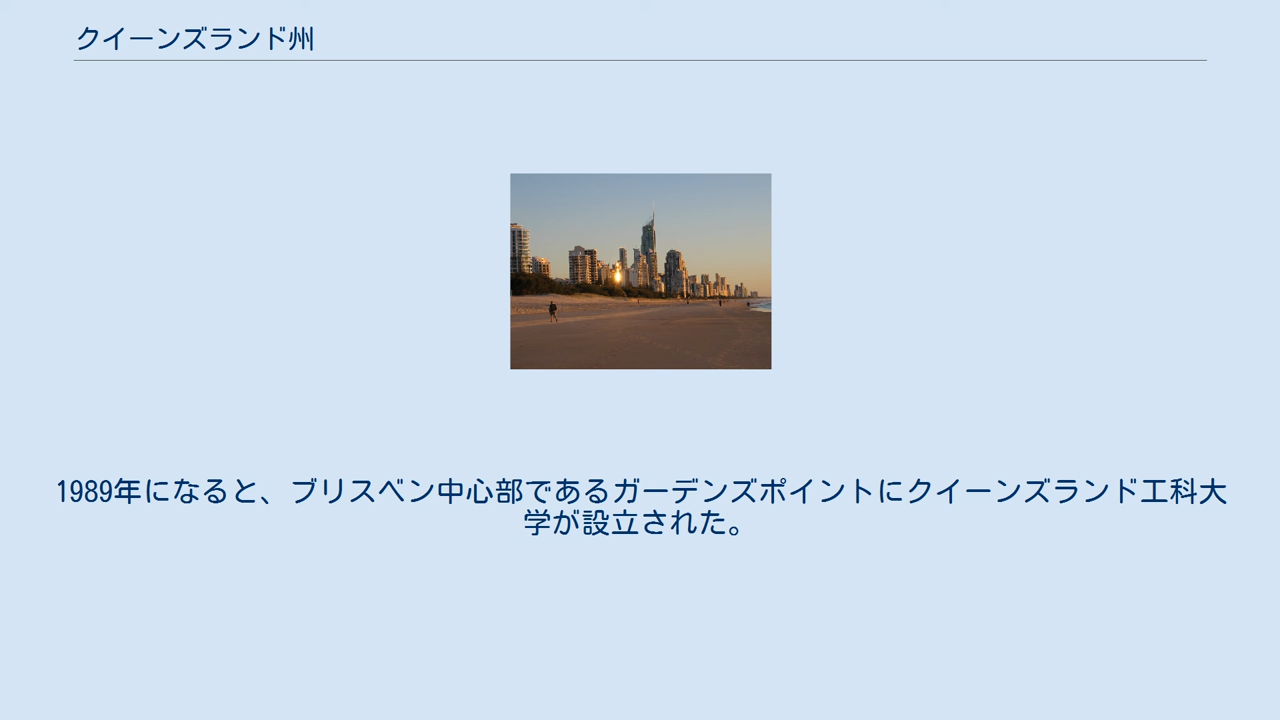 クイーンズランド州
1989年になると、ブリスベン中心部であるガーデンズポイントにクイーンズランド工科大
学が設立された。